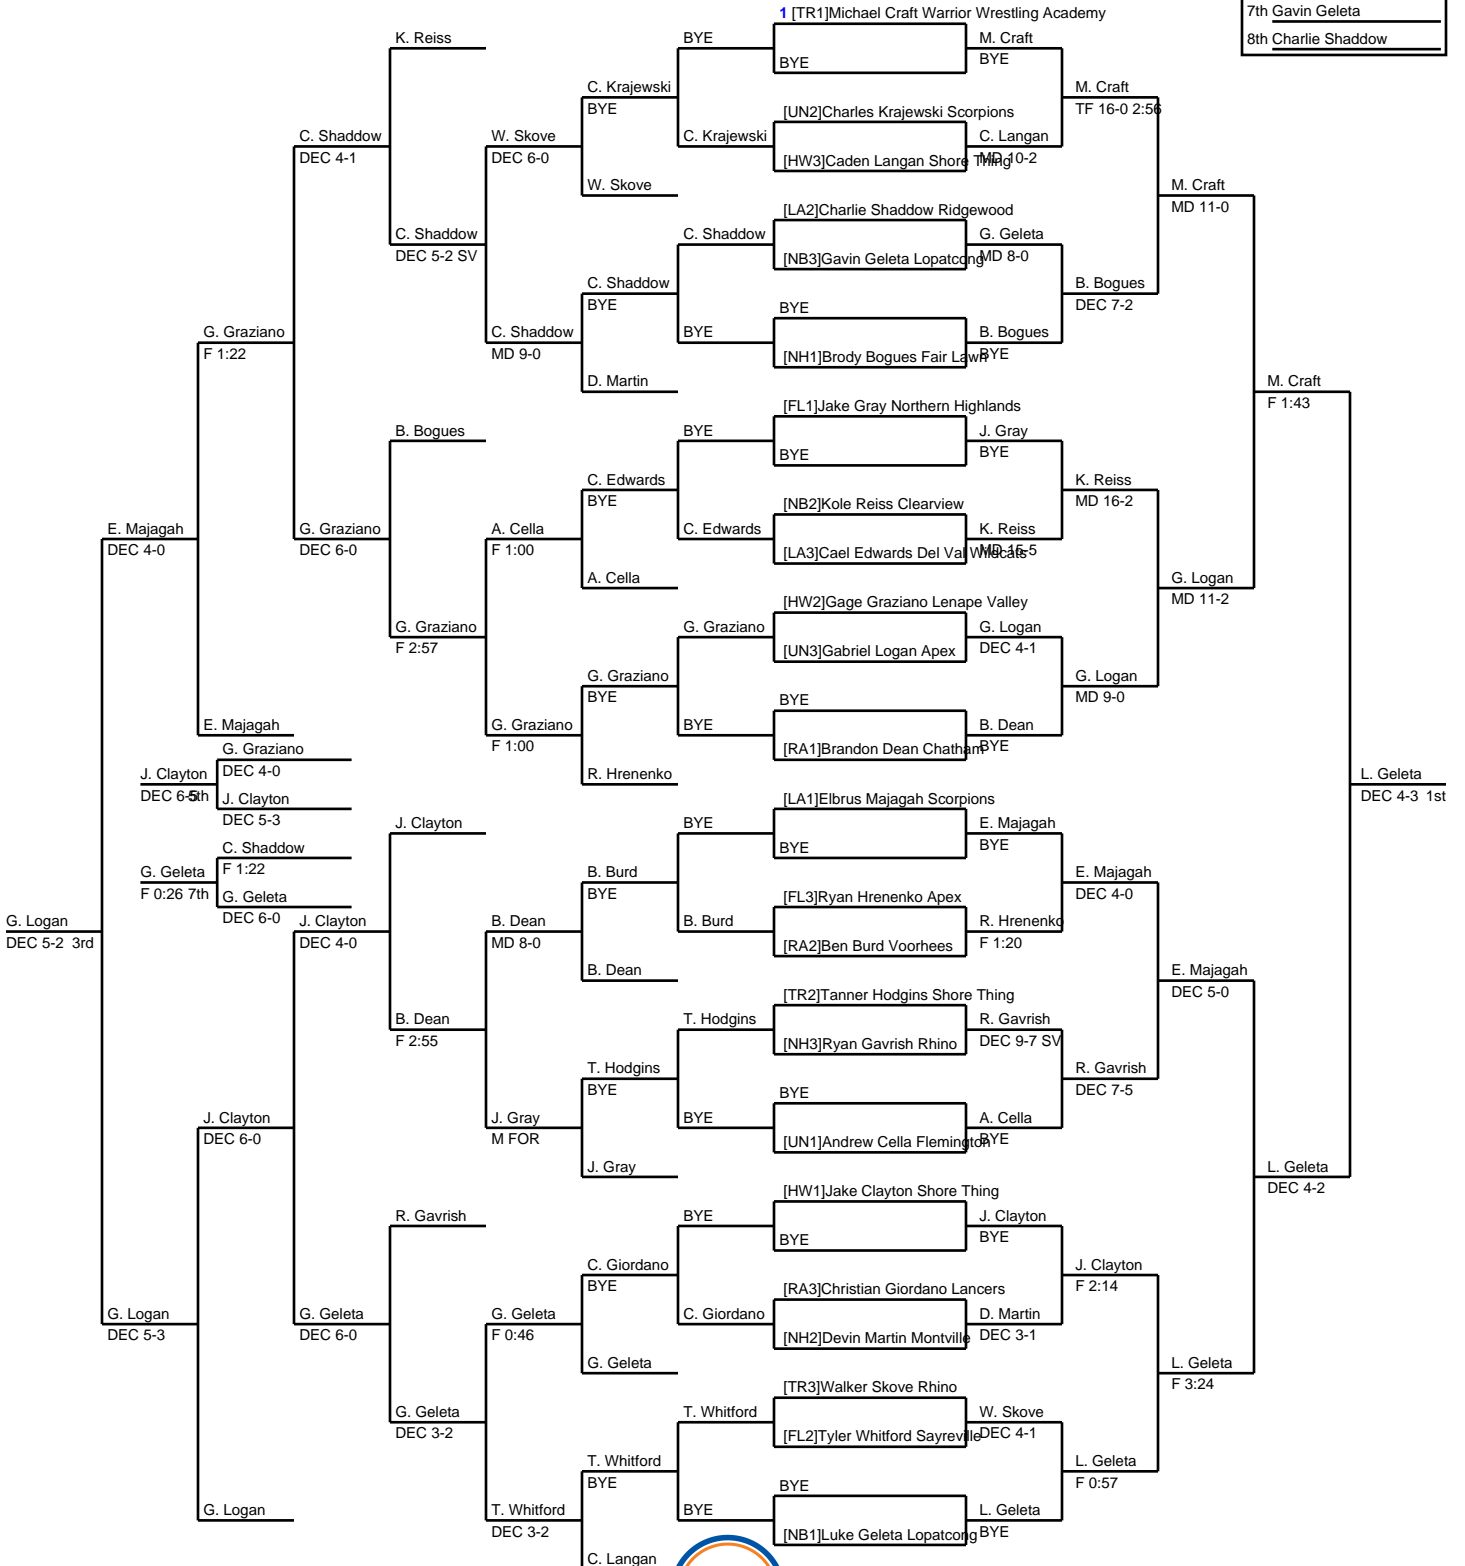 7th Gavin Geleta
8th Charlie Shaddow
K. Reiss
C. Shaddow
DEC 4-1
C. Shaddow
DEC 5-2 SV
G. Graziano
F 1:22
B. Bogues
G. Graziano
DEC 6-0
G. Graziano
F 2:57
E. Majagah
DEC 4-0
E. Majagah
W. Skove
DEC 6-0
C. Shaddow
MD 9-0
A. Cella
F 1:00
G. Graziano
F 1:00
C. Krajewski
BYE
W. Skove
C. Shaddow
BYE
D. Martin
C. Edwards
BYE
A. Cella
G. Graziano
BYE
R. Hrenenko
BYE
C. Krajewski
C. Shaddow
BYE
BYE
C. Edwards
G. Graziano
BYE
1 [TR1]Michael Craft Warrior Wrestling Academy
BYE
[UN2]Charles Krajewski Scorpions
[HW3]Caden Langan Shore Thing
[LA2]Charlie Shaddow Ridgewood
[NB3]Gavin Geleta Lopatcong
BYE
[NH1]Brody Bogues Fair Lawn
[FL1]Jake Gray Northern Highlands
BYE
[NB2]Kole Reiss Clearview
[LA3]Cael Edwards Del Val Wildcats
[HW2]Gage Graziano Lenape Valley
[UN3]Gabriel Logan Apex
BYE
[RA1]Brandon Dean Chatham
M. Craft
BYE
C. Langan
MD 10-2
G. Geleta
MD 8-0
B. Bogues
BYE
J. Gray
BYE
K. Reiss
MD 15-5
G. Logan
DEC 4-1
B. Dean
BYE
M. Craft
TF 16-0 2:56
B. Bogues
DEC 7-2
K. Reiss
MD 16-2
G. Logan
MD 9-0
M. Craft
MD 11-0
G. Logan
MD 11-2
M. Craft
F 1:43
L. Geleta
DEC 4-3 1st
G. Graziano
DEC 4-0
J. Clayton
DEC 6-5 5th
J. Clayton
DEC 5-3
C. Shaddow
F 1:22
G. Geleta
F 0:26 7th
G. Geleta
DEC 6-0
G. Logan
DEC 5-2 3rd
J. Clayton
J. Clayton
DEC 4-0
B. Dean
F 2:55
J. Clayton
DEC 6-0
R. Gavrish
G. Geleta
DEC 6-0
G. Geleta
DEC 3-2
G. Logan
DEC 5-3
G. Logan
B. Dean
MD 8-0
J. Gray
M FOR
G. Geleta
F 0:46
T. Whitford
DEC 3-2
B. Burd
BYE
B. Dean
T. Hodgins
BYE
J. Gray
C. Giordano
BYE
G. Geleta
T. Whitford
BYE
C. Langan
BYE
B. Burd
T. Hodgins
BYE
BYE
C. Giordano
T. Whitford
BYE
[LA1]Elbrus Majagah Scorpions
BYE
[FL3]Ryan Hrenenko Apex
[RA2]Ben Burd Voorhees
[TR2]Tanner Hodgins Shore Thing
[NH3]Ryan Gavrish Rhino
BYE
[UN1]Andrew Cella Flemington
[HW1]Jake Clayton Shore Thing
BYE
[RA3]Christian Giordano Lancers
[NH2]Devin Martin Montville
[TR3]Walker Skove Rhino
[FL2]Tyler Whitford Sayreville
BYE
[NB1]Luke Geleta Lopatcong
E. Majagah
BYE
R. Hrenenko
F 1:20
R. Gavrish
DEC 9-7 SV
A. Cella
BYE
J. Clayton
BYE
D. Martin
DEC 3-1
W. Skove
DEC 4-1
L. Geleta
BYE
E. Majagah
DEC 4-0
R. Gavrish
DEC 7-5
J. Clayton
F 2:14
L. Geleta
F 0:57
E. Majagah
DEC 5-0
L. Geleta
F 3:24
L. Geleta
DEC 4-2